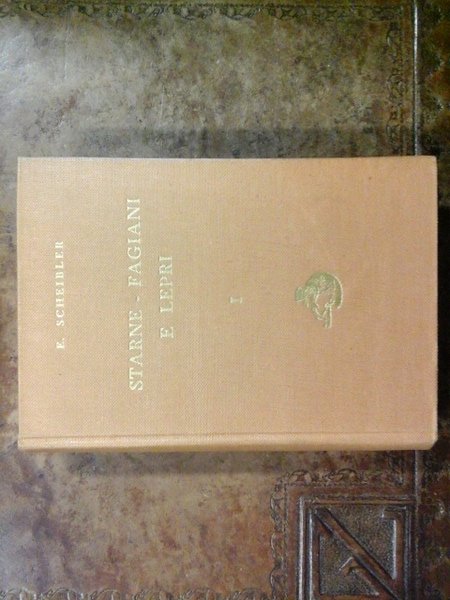 E. SCHEIBLER
STARNE - FAGIANI
E LEPRI
I